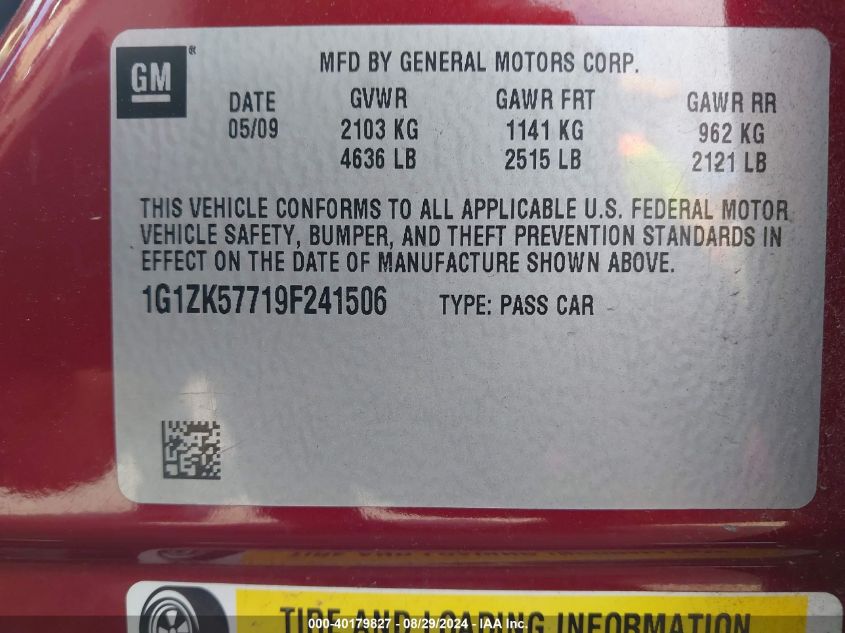 GM®
MFD BY GENERAL MOTORS CORP.
DATE GVWR GAWR FRT GAWR RR
05/09 2103 KG 1141 KG 962 KG
4636 LB 2515 LB 2121 LB
THIS VEHICLE CONFORMS TO ALL APPLICABLE U.S. FEDERAL MOTOR
VEHICLE SAFETY, BUMPER, AND THEFT PREVENTION STANDARDS IN
EFFECT ON THE DATE OF MANUFACTURE SHOWN ABOVE.
1G1ZK57719F241506 TYPE: PASS CAR
TIRE AND LOADING INFORMATION
000-40179827 - 08/29/2024 - IAA Inc.